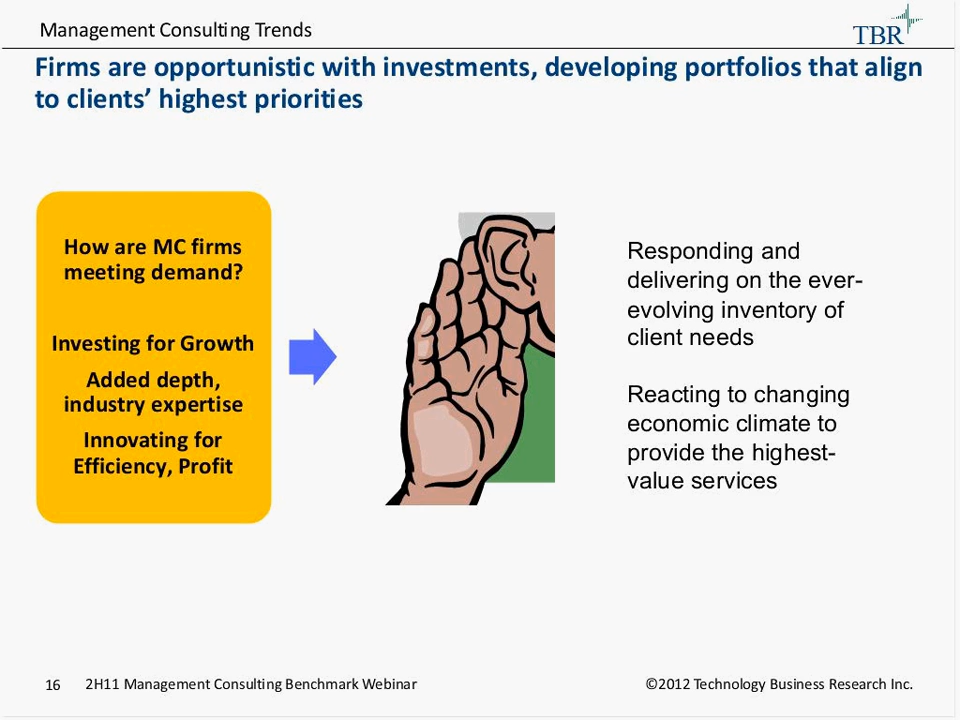 Management Consulting Trends
TBR
Firms are opportunistic with investments, developing portfolios that align
to clients’ highest priorities
How are MC firms
meeting demand?
Investing for Growth
Added depth,
industry expertise
Innovating for
Efficiency, Profit
Responding and
delivering on the ever-
evolving inventory of
client needs
Reacting to changing
economic climate to
provide the highest-
value services
16 2H11 Management Consulting Benchmark Webinar
©2012 Technology Business Research Inc.